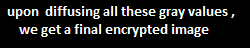 upon diffusing all these gray values ,
we get a final encrypted image